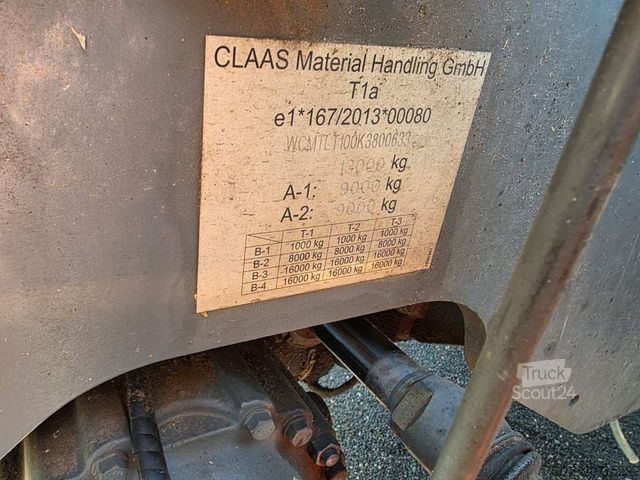 CLAAS Material Handling GmbH
T1a
e1*167/2013*00080
kg
A-1: 9000 kg
A-2: 9000 kg
T-1 T-2 T-3
B-1 1000 kg 1000 kg 1000 kg
B-2 8000 kg 8000 kg 8000 kg
B-3 16000 kg 16000 kg 16000 kg
B-4 16000 kg 16000 kg 16000 kg
Truck
Scout24